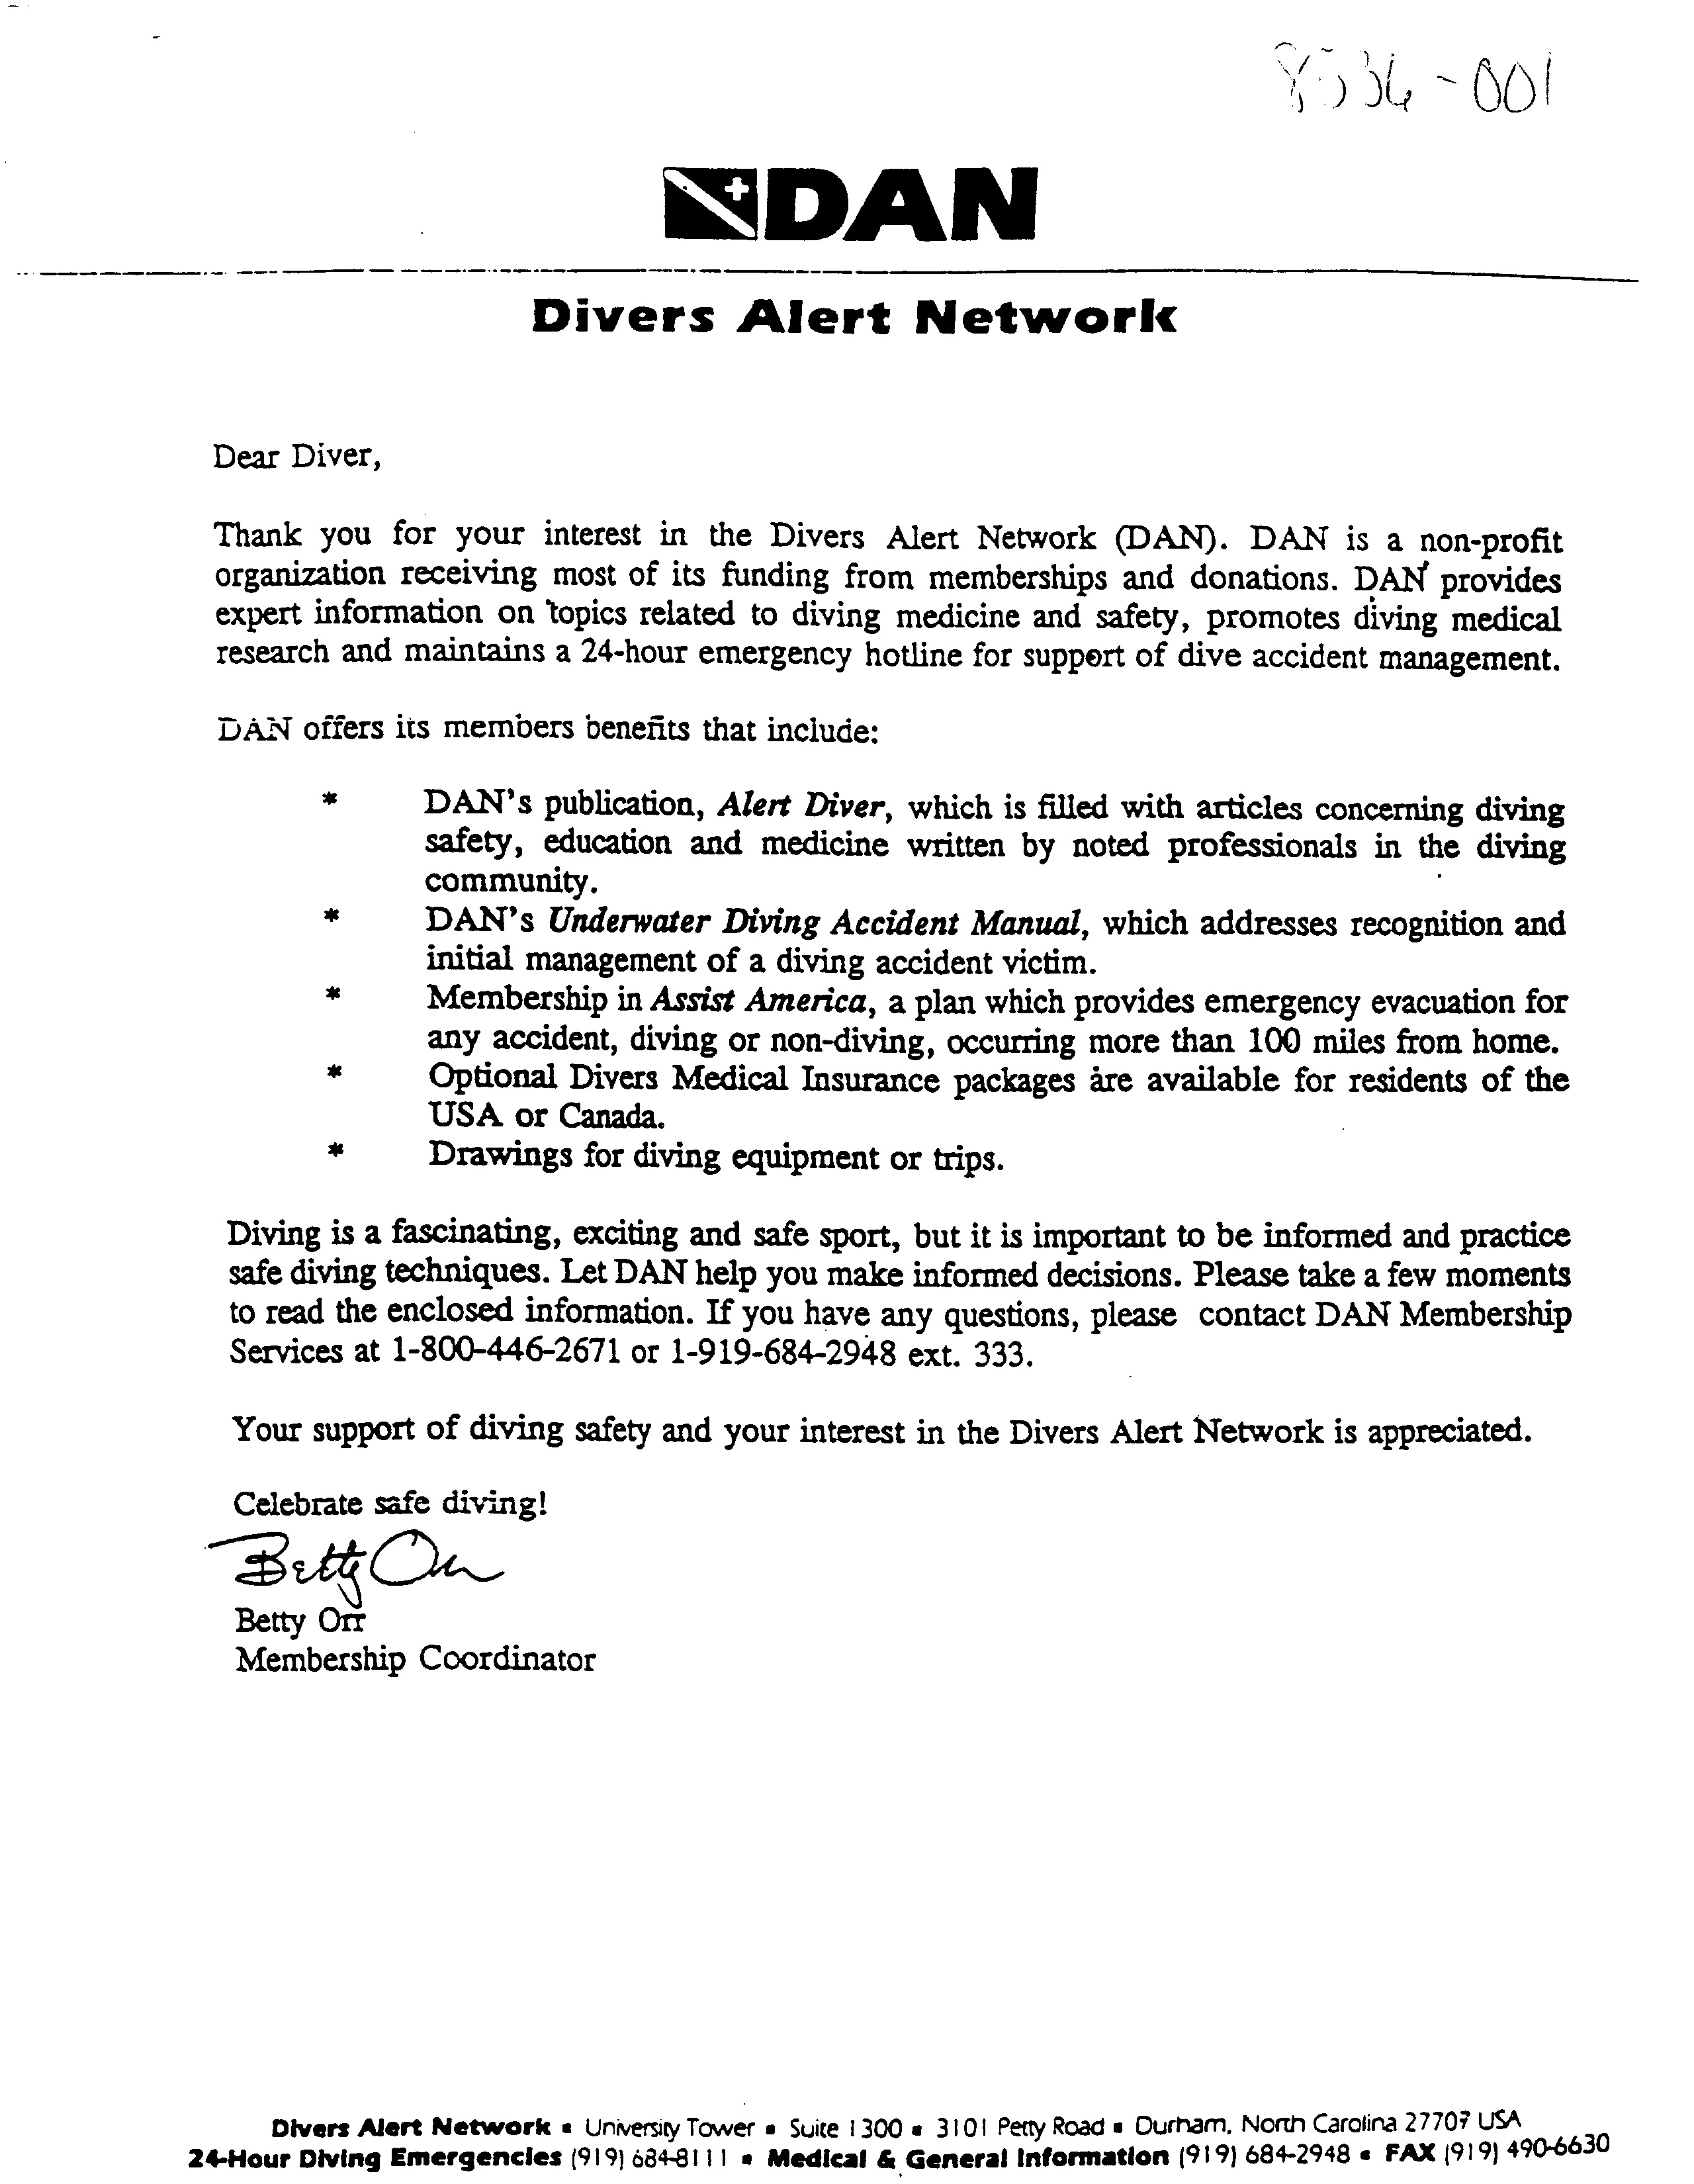 8536-001
DAN
Divers Alert Network
Dear Diver,
Thank you for your interest in the Divers Alert Network (DAN). DAN is a non-profit
organization receiving most of its funding from memberships and donations. DAN provides
expert information on topics related to diving medicine and safety, promotes diving medical
research and maintains a 24-hour emergency hotline for support of dive accident management.
DAN offers its members benefits that include:
* DAN's publication, Alert Diver, which is filled with articles concerning diving
safety, education and medicine written by noted professionals in the diving
community.
* DAN's Underwater Diving Accident Manual, which addresses recognition and
initial management of a diving accident victim.
* Membership in Assist America, a plan which provides emergency evacuation for
any accident, diving or non-diving, occurring more than 100 miles from home.
* Optional Divers Medical Insurance packages are available for residents of the
USA or Canada.
* Drawings for diving equipment or trips.
Diving is a fascinating, exciting and safe sport, but it is important to be informed and practice
safe diving techniques. Let DAN help you make informed decisions. Please take a few moments
to read the enclosed information. If you have any questions, please contact DAN Membership
Services at 1-800-446-2671 or 1-919-684-2948 ext. 333.
Your support of diving safety and your interest in the Divers Alert Network is appreciated.
Celebrate safe diving!
Betty Orr
Betty Orr
Membership Coordinator
Divers Alert Network ▪ University Tower ▪ Suite 1300 ▪ 3101 Petty Road ▪ Durham, North Carolina 27707 USA
24-Hour Diving Emergencies (919) 684-8111 ▪ Medical & General Information (919) 684-2948 ▪ FAX (919) 490-6630